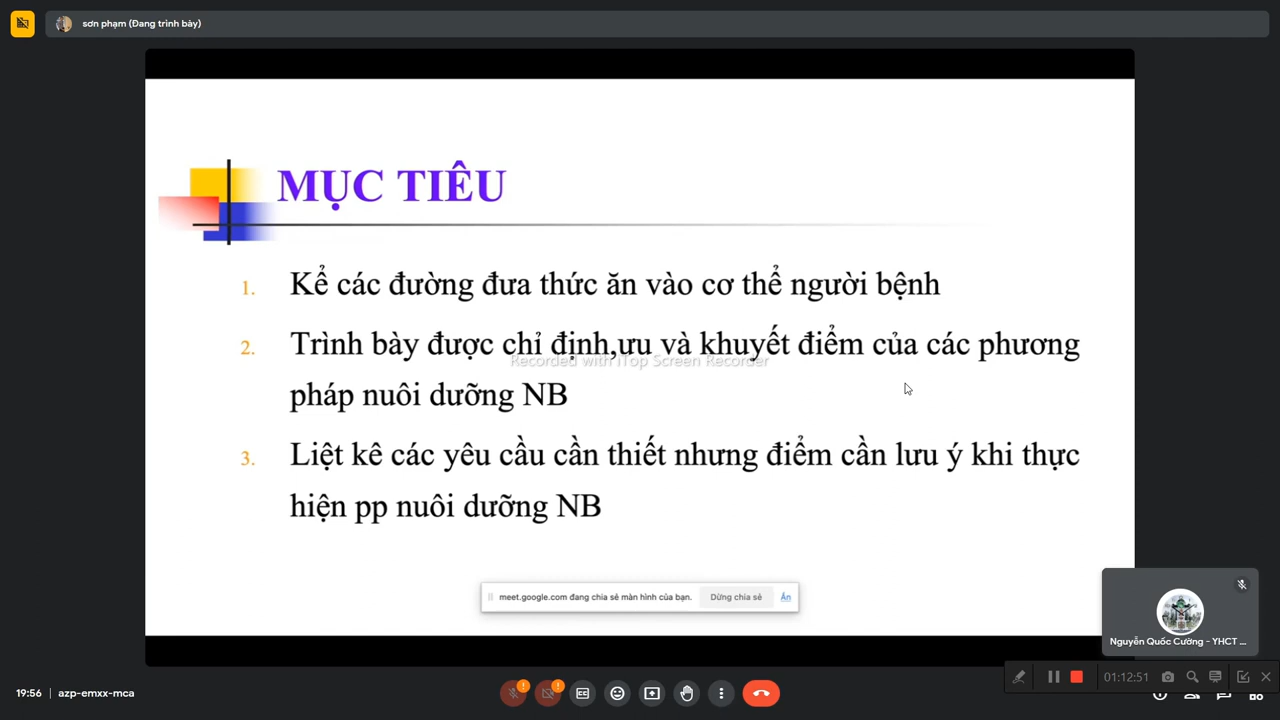 sơn phạm (Đang trình bày)
MỤC TIÊU
1. Kể các đường đưa thức ăn vào cơ thể người bệnh
2. Trình bày được chỉ định,ưu và khuyết điểm của các phương
pháp nuôi dưỡng NB
Recorded with iTop Screen Recorder
3. Liệt kê các yêu cầu cần thiết nhưng điểm cần lưu ý khi thực
hiện pp nuôi dưỡng NB
meet.google.com đang chia sẻ màn hình của bạn. Dừng chia sẻ Ẩn
Nguyễn Quốc Cường - YHCT ...
19:56 azp-emxx-mca
01:12:51